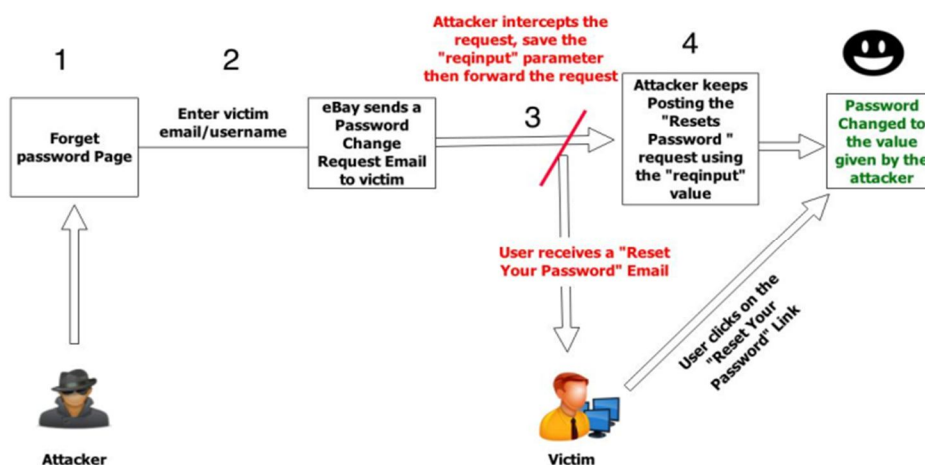 1
Forget
password Page
2
Enter victim
email/username
eBay sends a
Password
Change
Request Email
to victim
Attacker intercepts the
request, save the
"reqinput" parameter
then forward the request
3
4
Attacker keeps
Posting the
"Resets
Password "
request using
the "reqinput"
value
Password
Changed to
the value
given by the
attacker
User receives a "Reset
Your Password" Email
User clicks on the
"Reset Your
Password" Link
Attacker
Victim